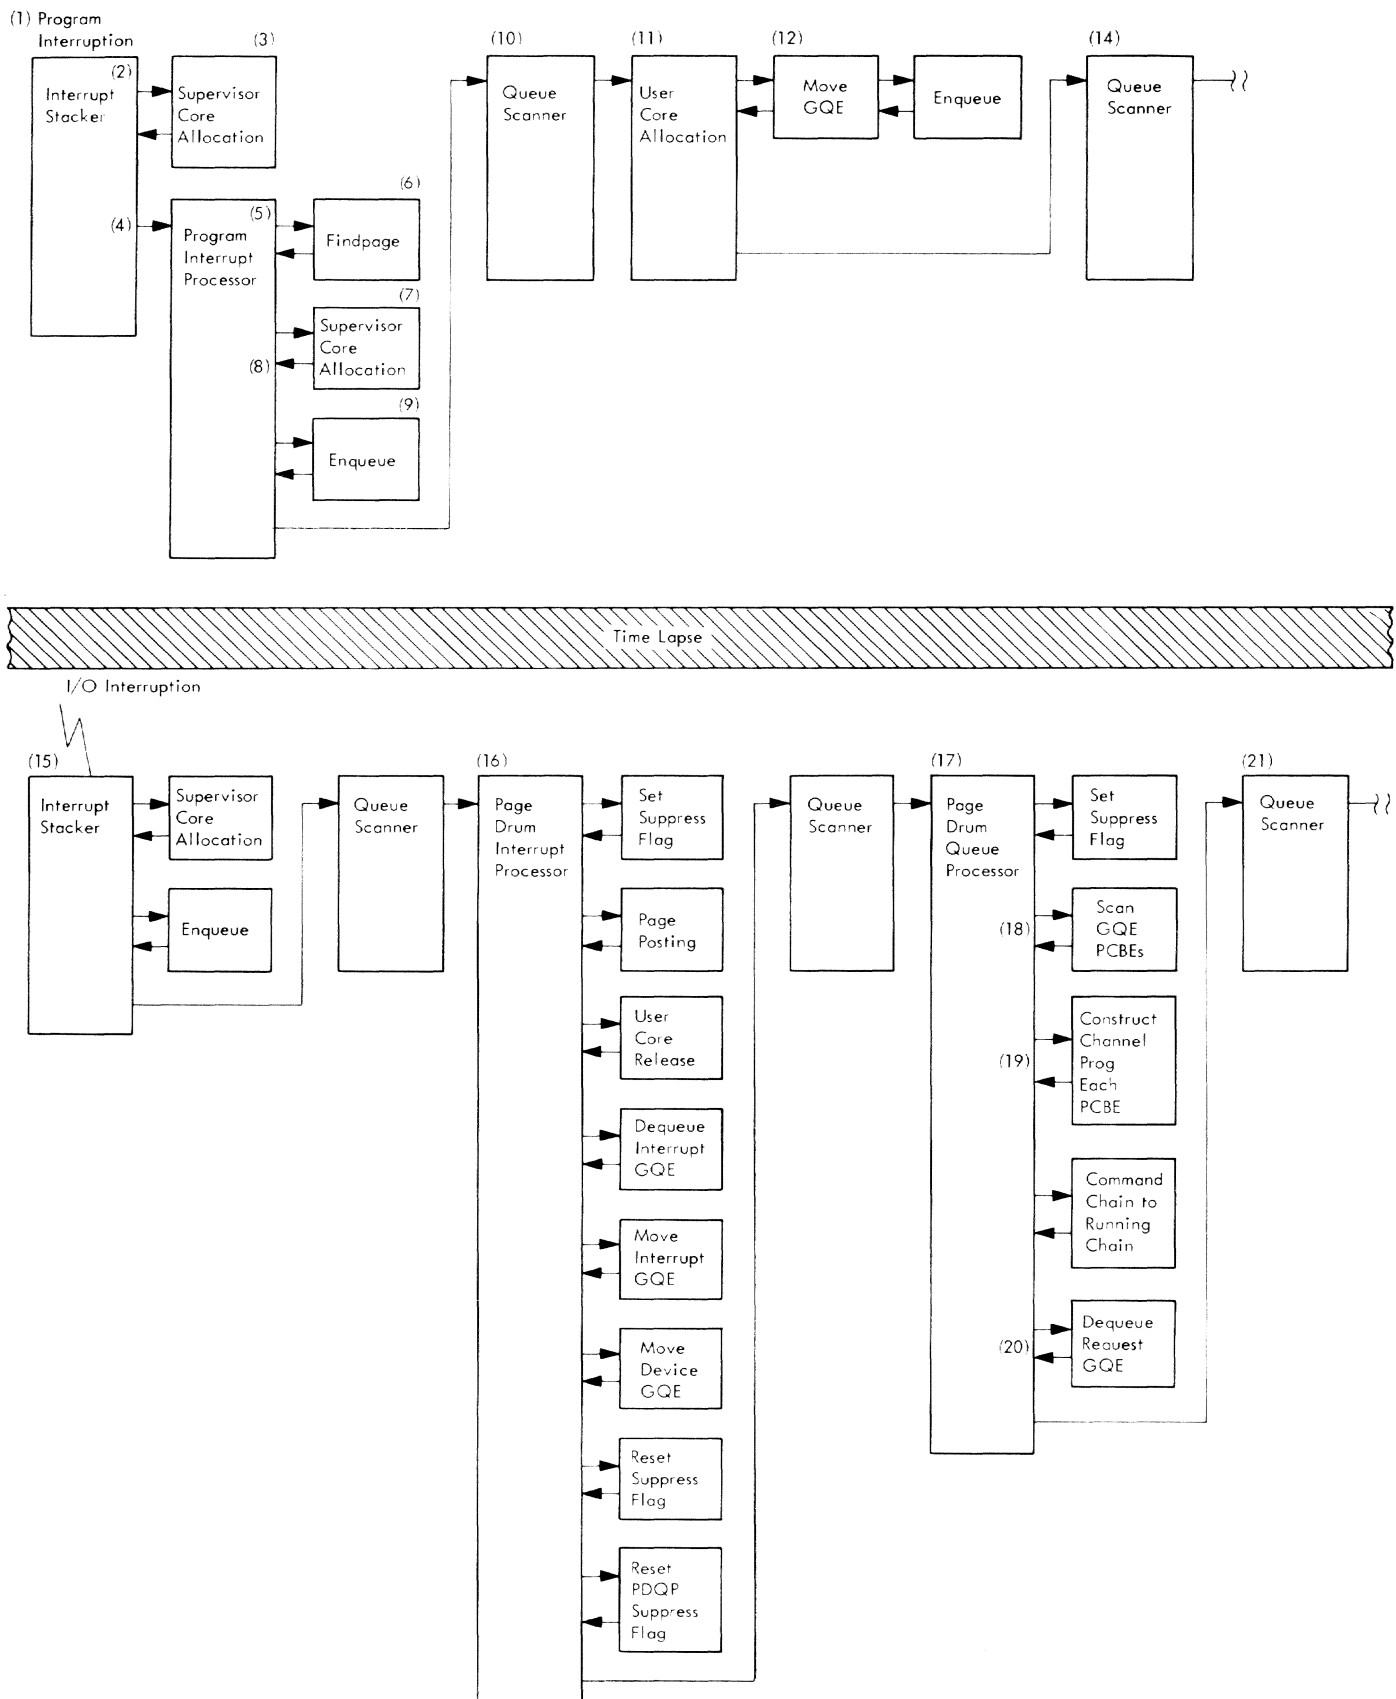 (1) Program
Interruption
(2)
Interrupt
Stacker
(3)
Supervisor
Core
Allocation
(4)
(5)
Program
Interrupt
Processor
(6)
Findpage
(7)
Supervisor
Core
Allocation
(8)
(9)
Enqueue
(10)
Queue
Scanner
(11)
User
Core
Allocation
(12)
Move
GQE
Enqueue
(14)
Queue
Scanner
Time Lapse
I/O Interruption
(15)
Interrupt
Stacker
Supervisor
Core
Allocation
Enqueue
Queue
Scanner
(16)
Page
Drum
Interrupt
Processor
Set
Suppress
Flag
Page
Posting
User
Core
Release
Dequeue
Interrupt
GQE
Move
Interrupt
GQE
Move
Device
GQE
Reset
Suppress
Flag
Reset
PDQP
Suppress
Flag
Queue
Scanner
(17)
Page
Drum
Queue
Processor
Set
Suppress
Flag
(18)
Scan
GQE
PCBEs
(19)
Construct
Channel
Prog
Each
PCBE
Command
Chain to
Running
Chain
(20)
Dequeue
Request
GQE
(21)
Queue
Scanner